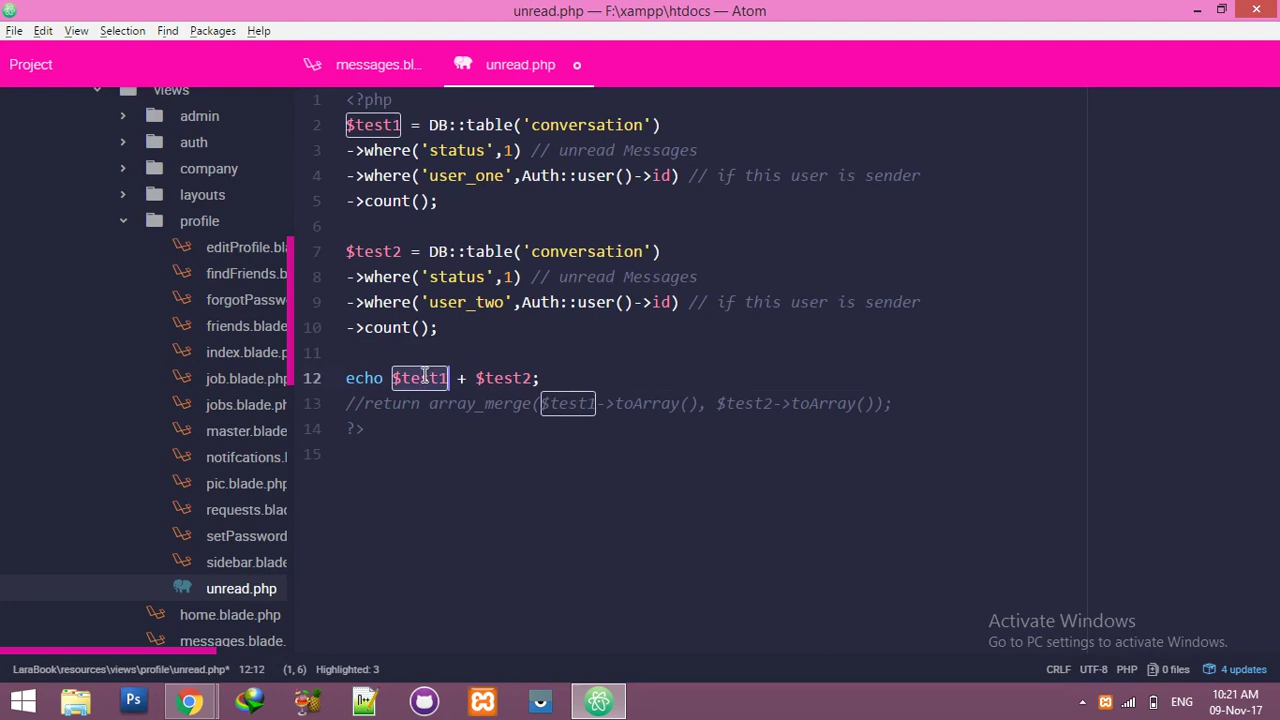 unread.php — F:\xampp\htdocs — Atom
File Edit View Selection Find Packages Help
Project
messages.bl...
unread.php
views
admin
auth
company
layouts
profile
editProfile.bla
findFriends.b
forgotPassw
friends.blade
index.blade.p
job.blade.php
jobs.blade.ph
master.blade
notifcations.
pic.blade.php
requests.blad
setPassword
sidebar.blade
unread.php
home.blade.php
messages.blade.
1 <?php
2 $test1 = DB::table('conversation')
3 ->where('status',1) // unread Messages
4 ->where('user_one',Auth::user()->id) // if this user is sender
5 ->count();
6
7 $test2 = DB::table('conversation')
8 ->where('status',1) // unread Messages
9 ->where('user_two',Auth::user()->id) // if this user is sender
10 ->count();
11
12 echo $test1 + $test2;
13 //return array_merge($test1->toArray(), $test2->toArray());
14 ?>
15
Activate Windows
Go to PC settings to activate Windows.
LaraBook\resources\views\profile\unread.php* 12:12 (1, 6) Highlighted: 3 CRLF UTF-8 PHP 0 files 4 updates
Ps
N++
ENG
10:21 AM
09-Nov-17